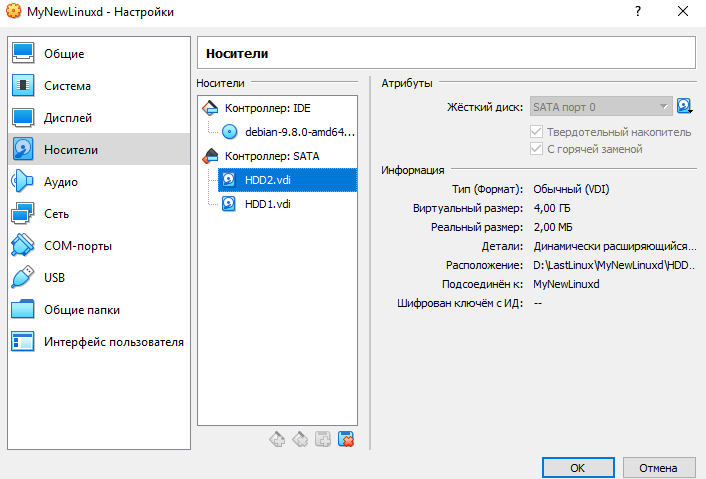 MyNewLinuxd - Настройки
?
Общие
Система
Дисплей
Носители
Аудио
Сеть
COM-порты
USB
Общие папки
Интерфейс пользователя
Носители
Носители
Контроллер: IDE
debian-9.8.0-amd64...
Контроллер: SATA
HDD2.vdi
HDD1.vdi
Атрибуты
Жёсткий диск: SATA порт 0
Твердотельный накопитель
С горячей заменой
Информация
Тип (Формат): Обычный (VDI)
Виртуальный размер: 4,00 ГБ
Реальный размер: 2,00 МБ
Детали: Динамически расширяющийся...
Расположение: D:\LastLinux\MyNewLinuxd\HDD...
Подсоединён к: MyNewLinuxd
Шифрован ключём с ИД: --
OK
Отмена